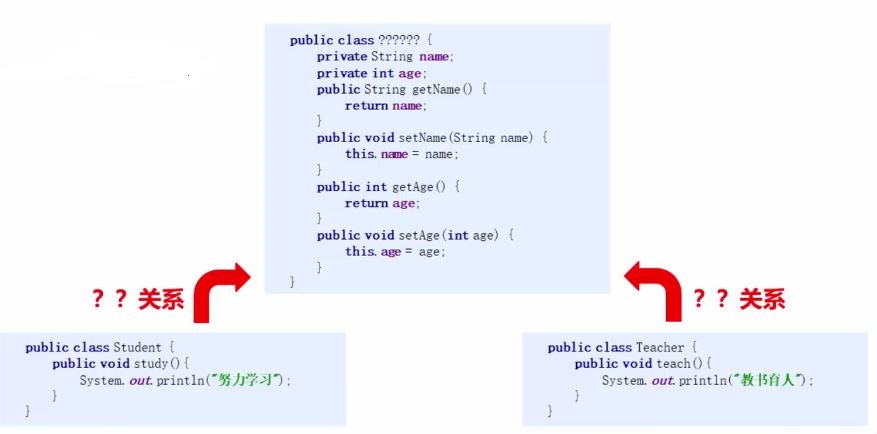 public class ?????? {
private String name;
private int age;
public String getName() {
return name;
}
public void setName(String name) {
this.name = name;
}
public int getAge() {
return age;
}
public void setAge(int age) {
this.age = age;
}
}
？？关系
？？关系
public class Student {
public void study(){
System.out.println("努力学习");
}
}
public class Teacher {
public void teach(){
System.out.println("教书育人");
}
}